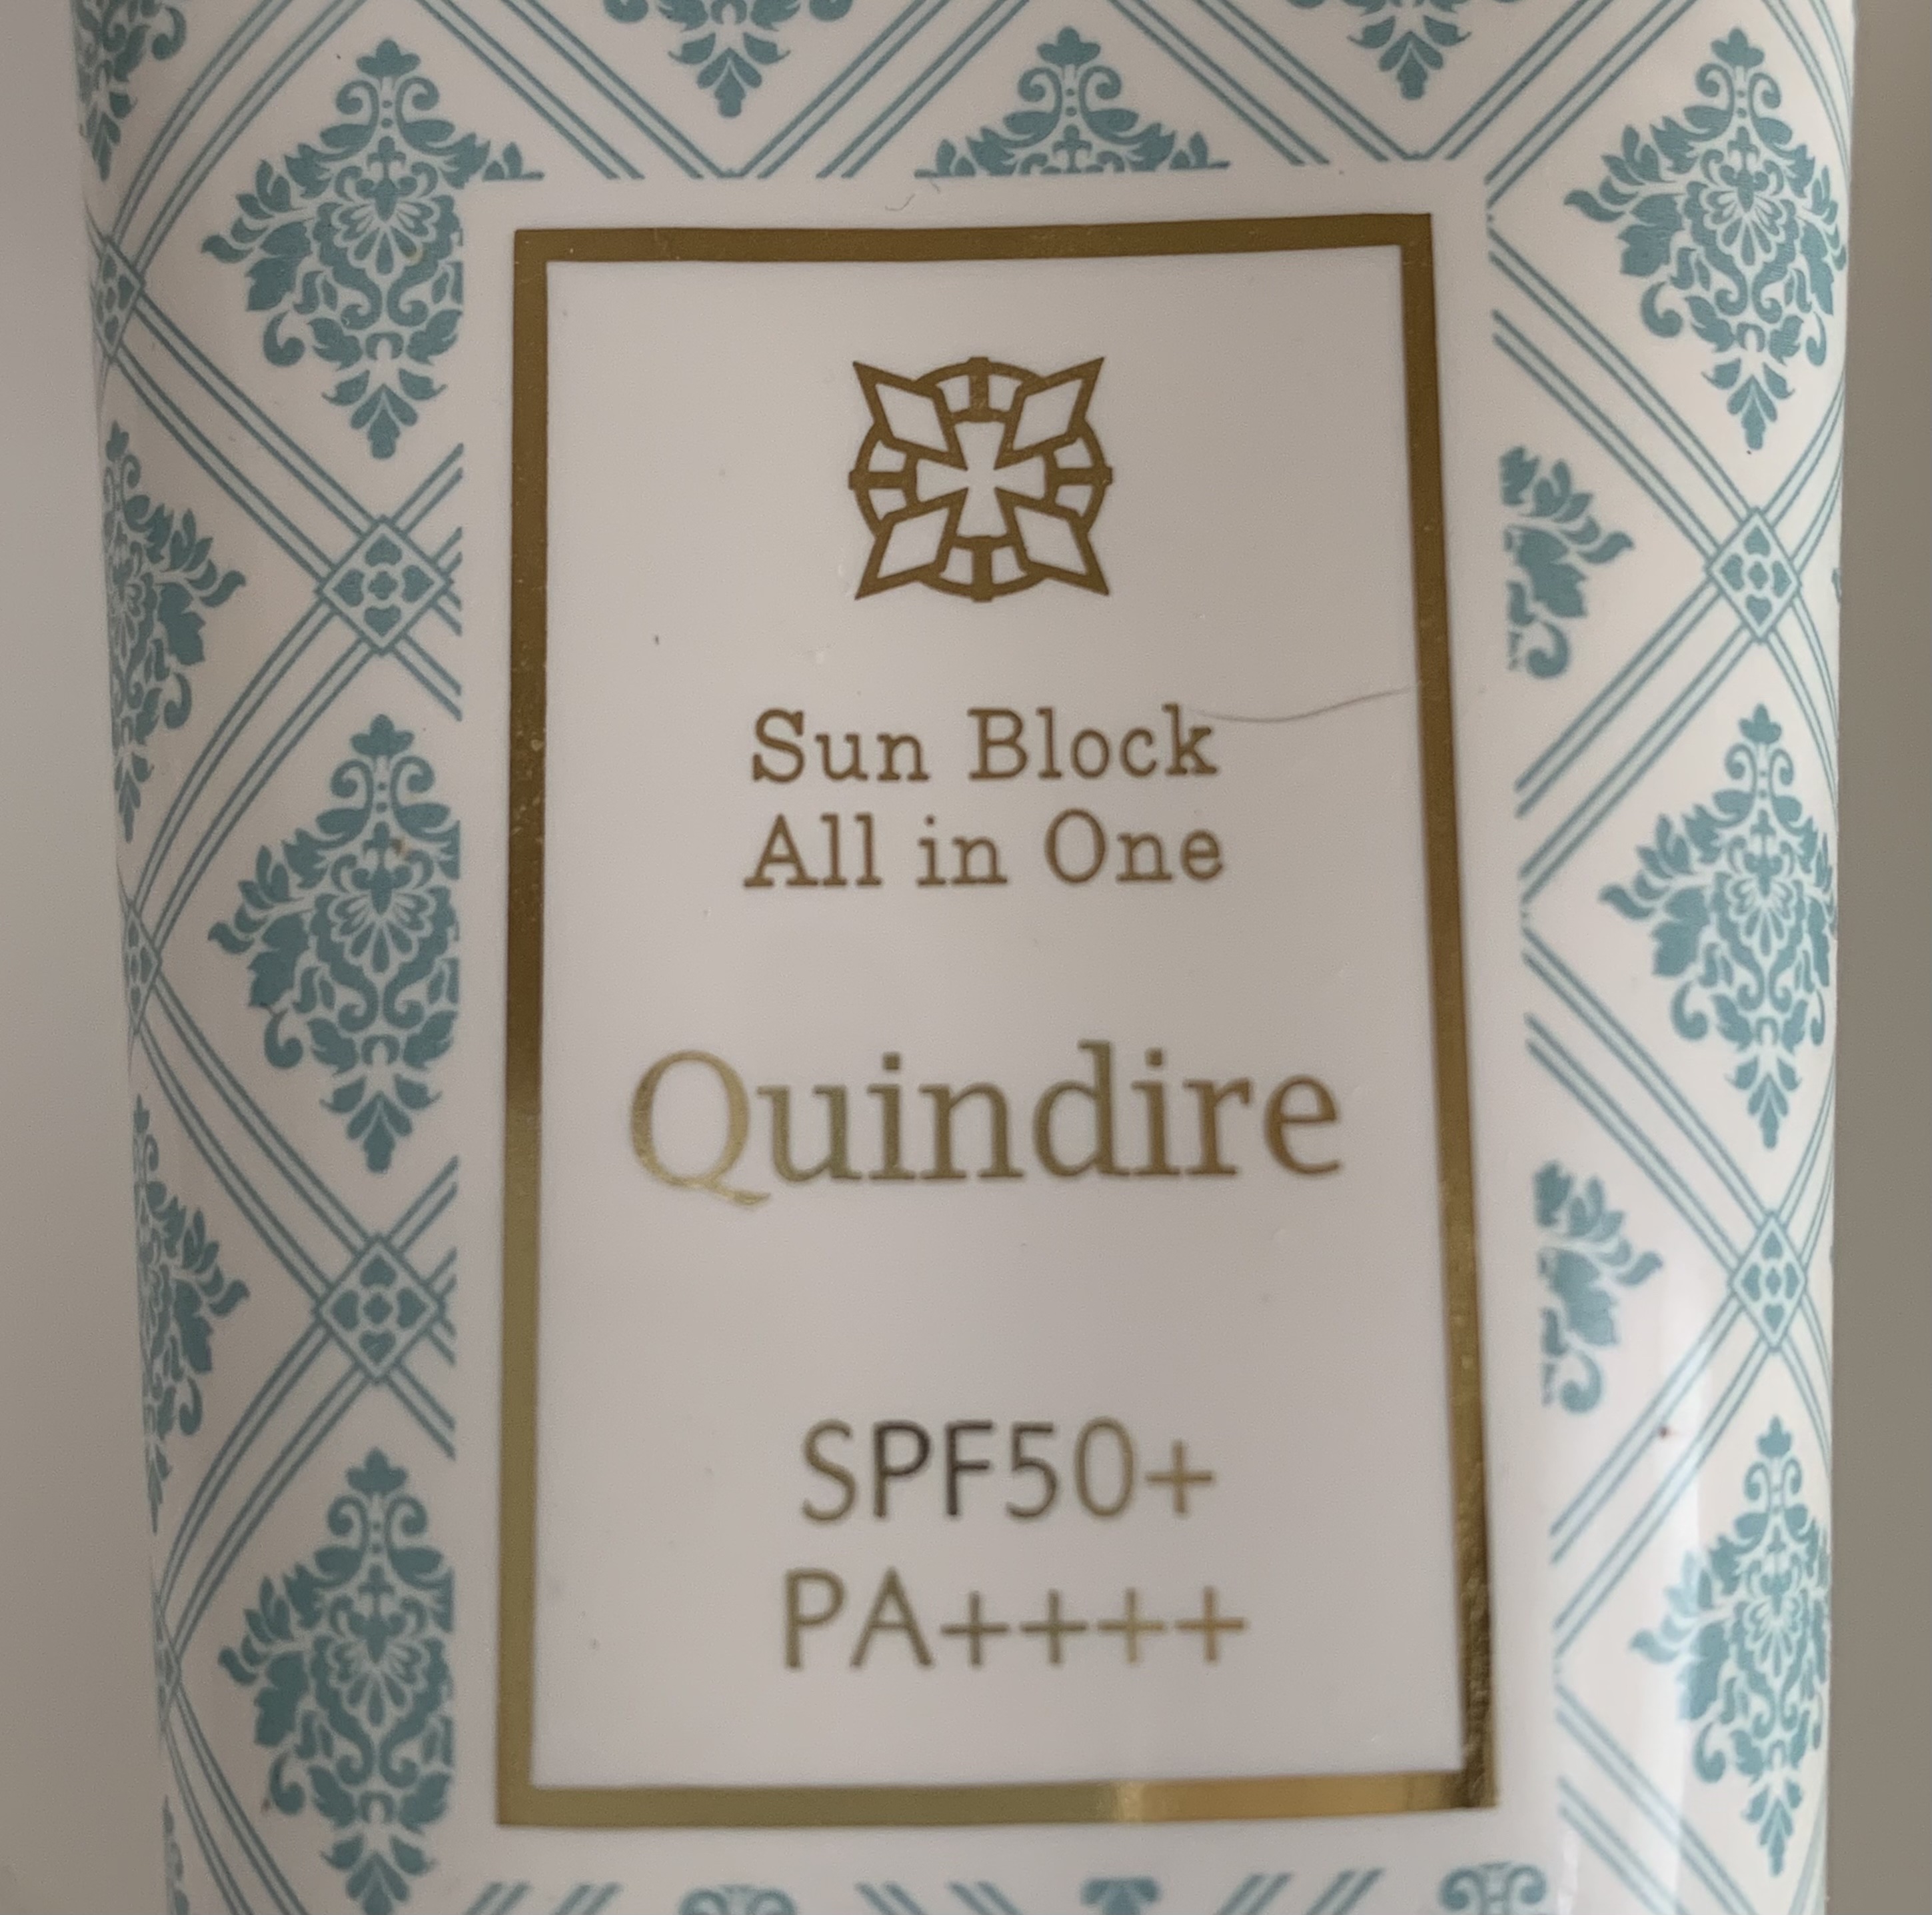 Sun Block
All in One
Quindire
SPF50+
PA++++